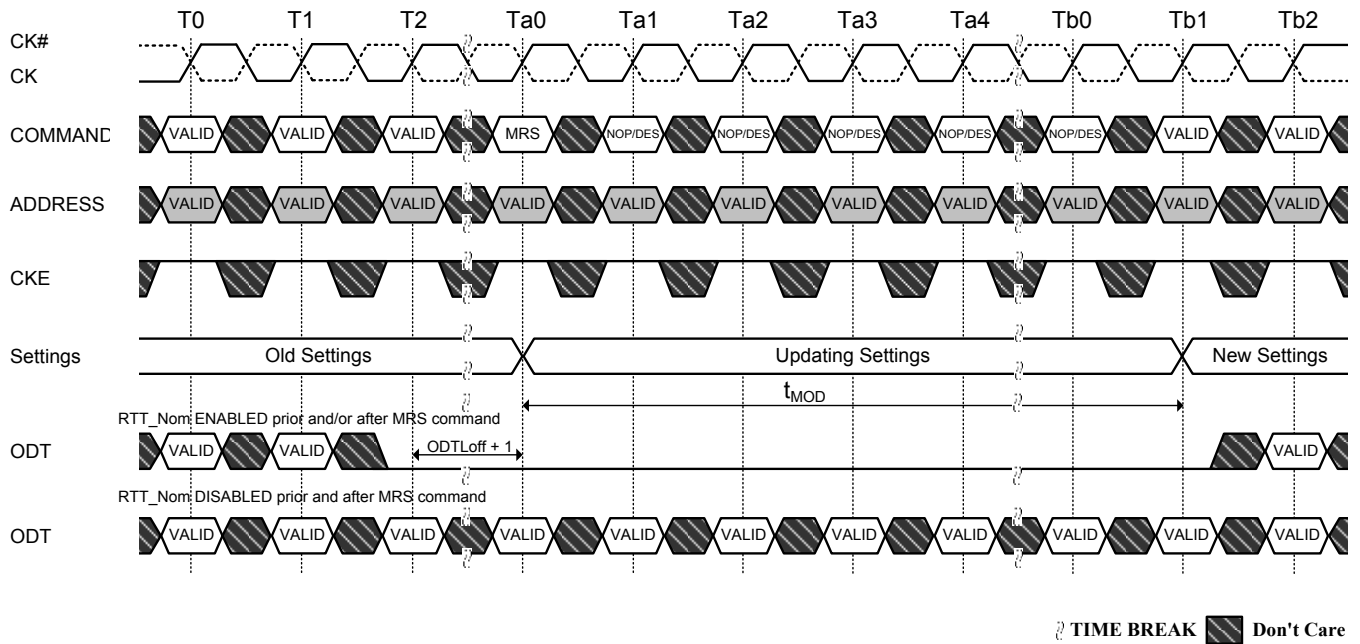 T0 T1 T2 Ta0 Ta1 Ta2 Ta3 Ta4 Tb0 Tb1 Tb2
CK#
CK
COMMAND VALID VALID VALID MRS NOP/DES NOP/DES NOP/DES NOP/DES NOP/DES VALID VALID
ADDRESS VALID VALID VALID VALID VALID VALID VALID VALID VALID VALID VALID
CKE
Settings Old Settings Updating Settings New Settings
tMOD
RTT_Nom ENABLED prior and/or after MRS command
ODT VALID VALID ODTLoff + 1 VALID
RTT_Nom DISABLED prior and after MRS command
ODT VALID VALID VALID VALID VALID VALID VALID VALID VALID VALID VALID
TIME BREAK Don't Care